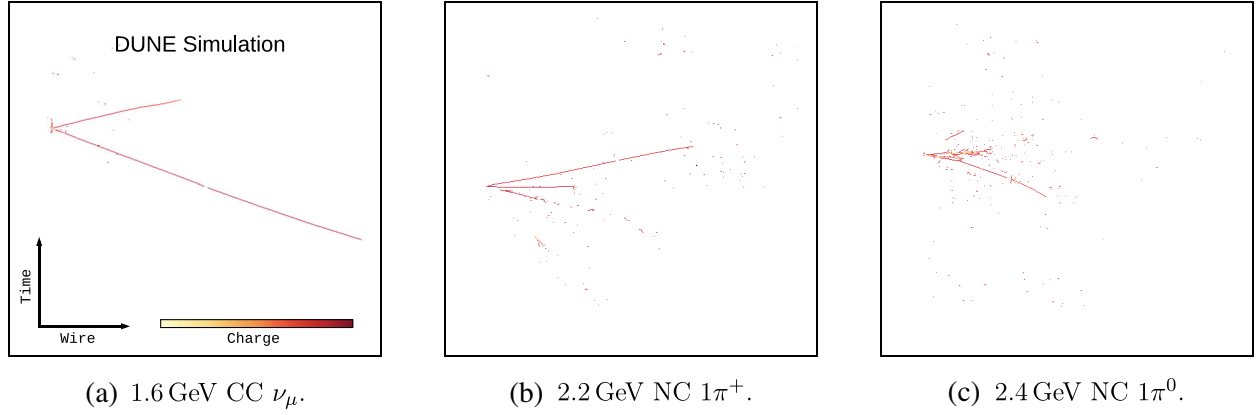 DUNE Simulation
Time
Wire
Charge
(a) 1.6 GeV CC νμ.
(b) 2.2 GeV NC 1π⁺.
(c) 2.4 GeV NC 1π⁰.